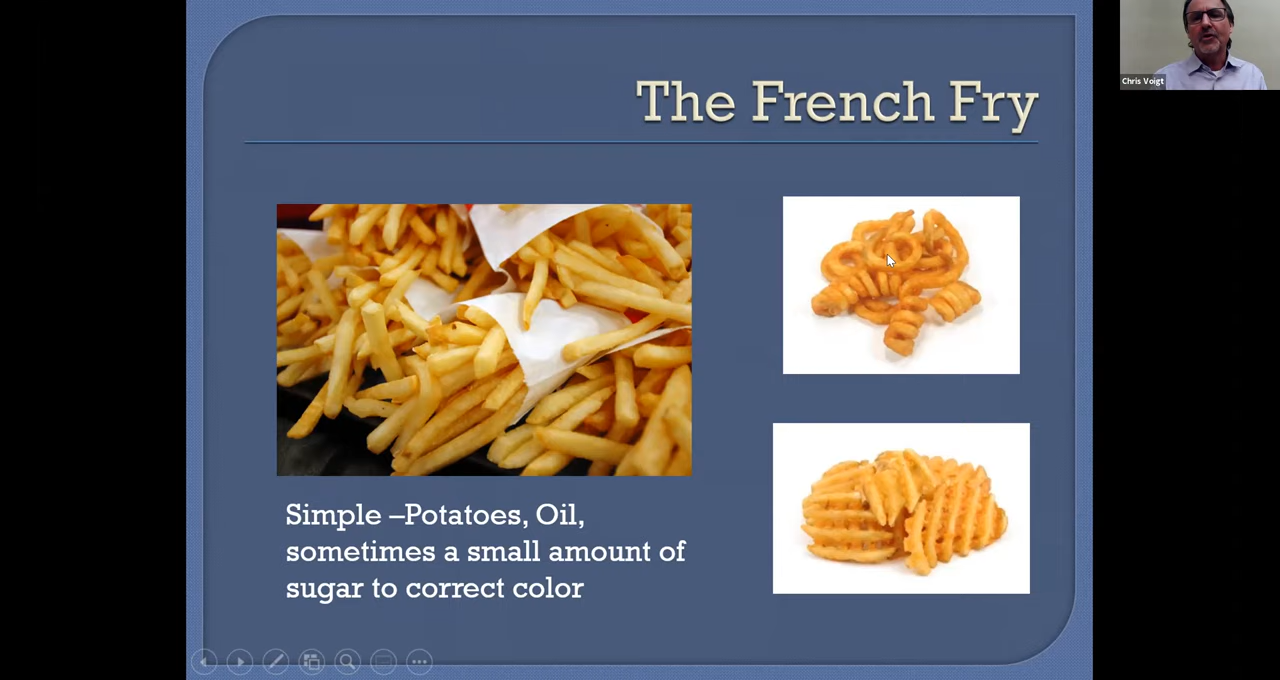 The French Fry
Chris Voigt
Simple –Potatoes, Oil,
sometimes a small amount of
sugar to correct color